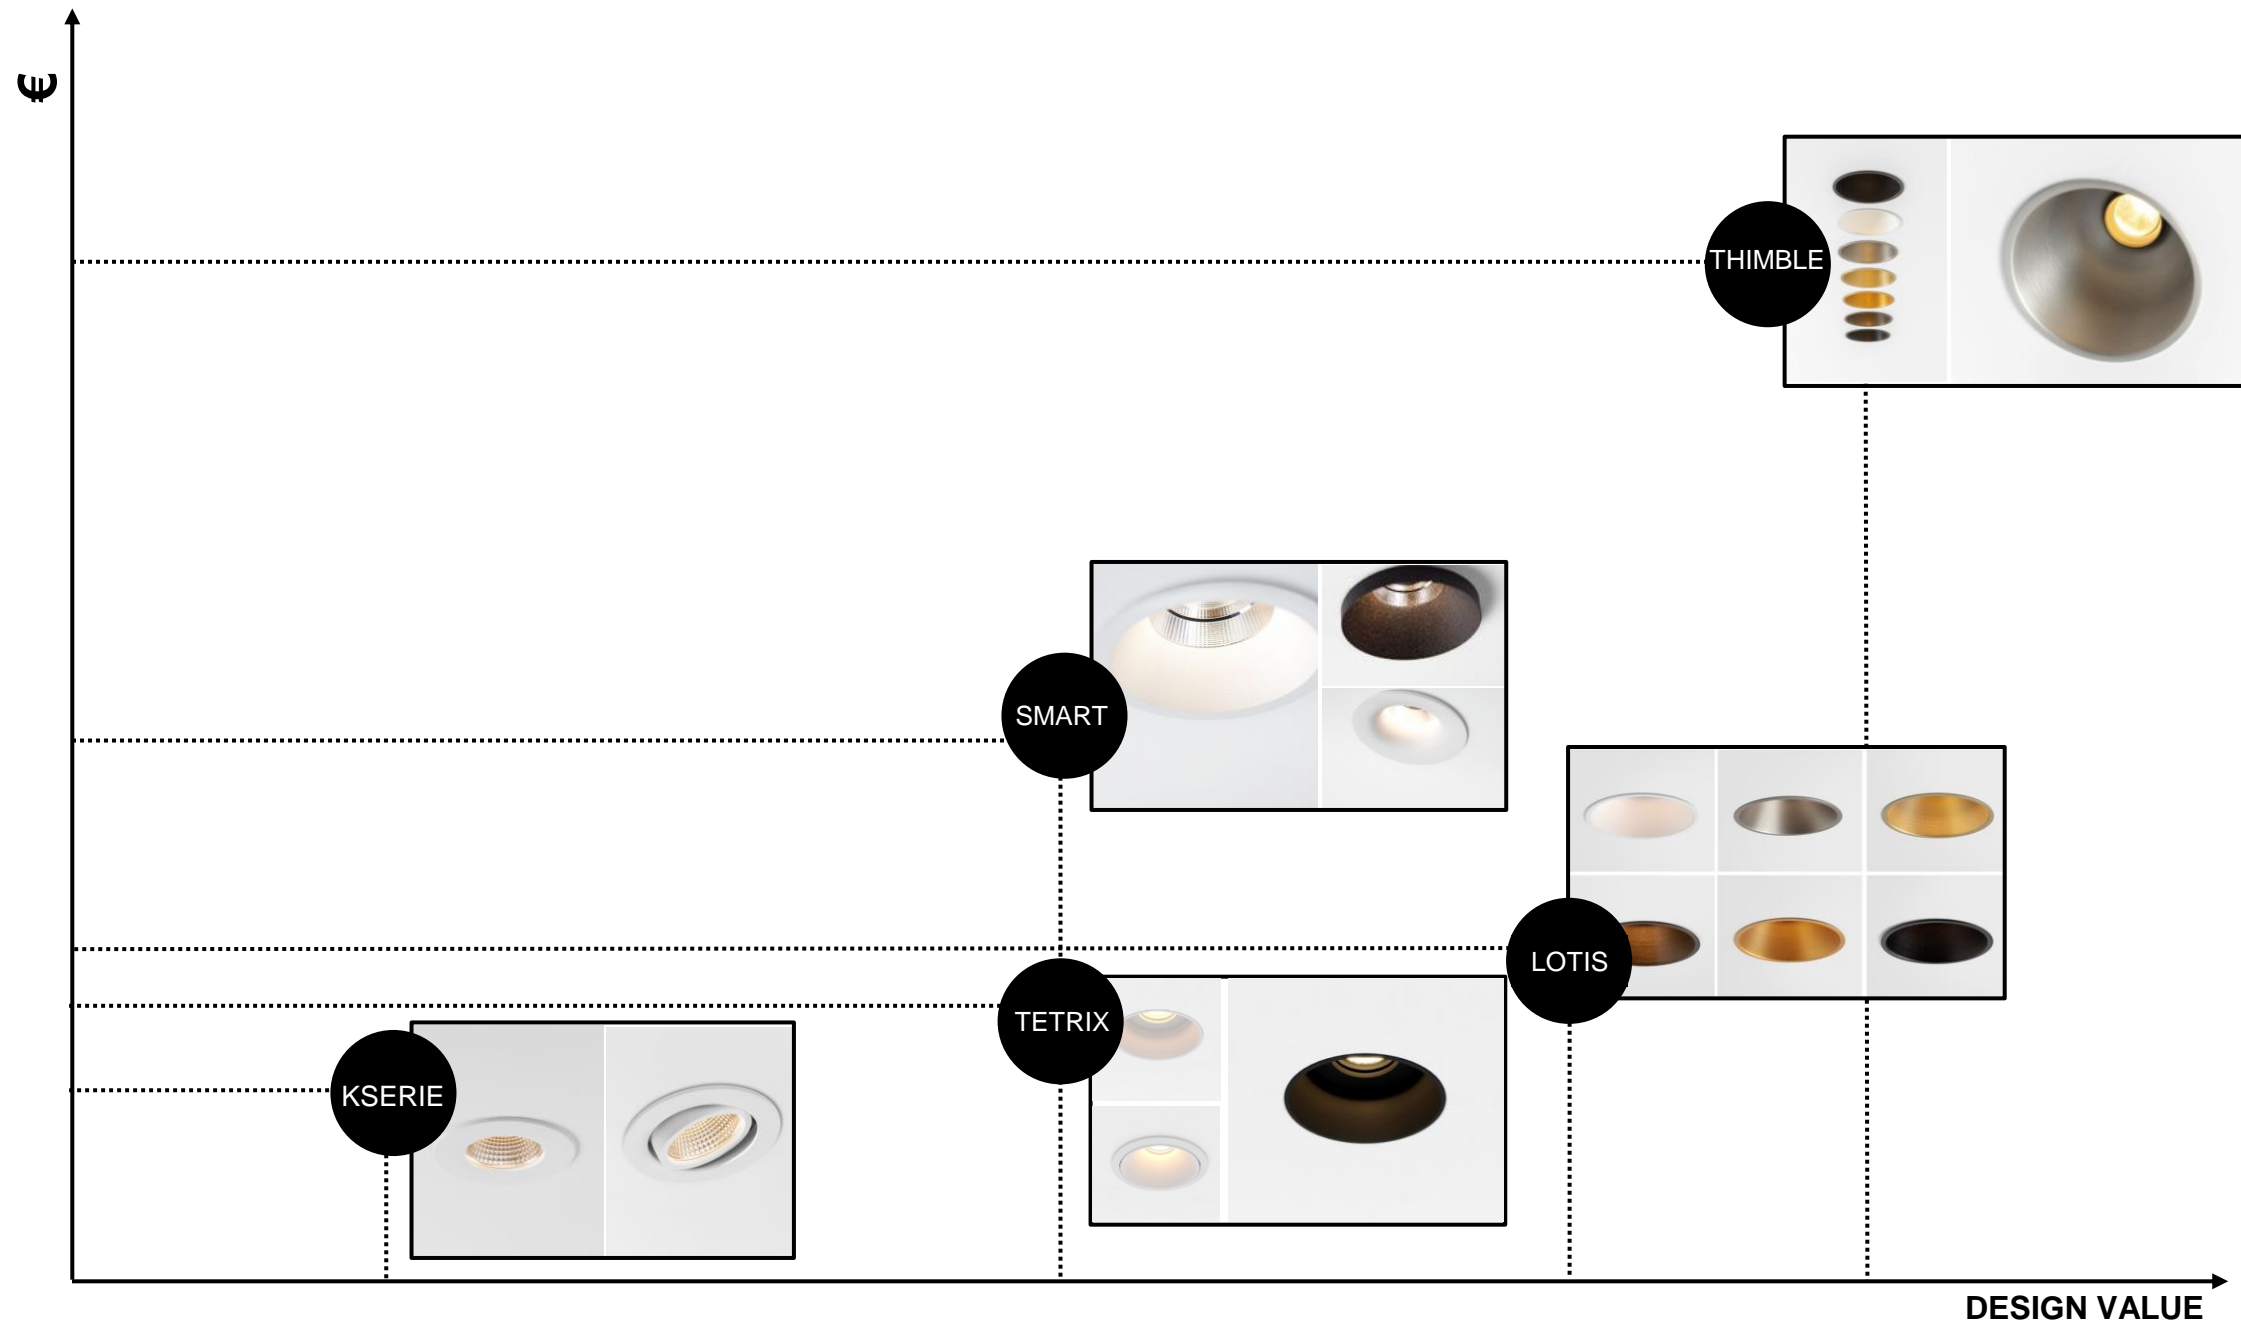 €
THIMBLE
SMART
LOTIS
TETRIX
KSERIE
DESIGN VALUE